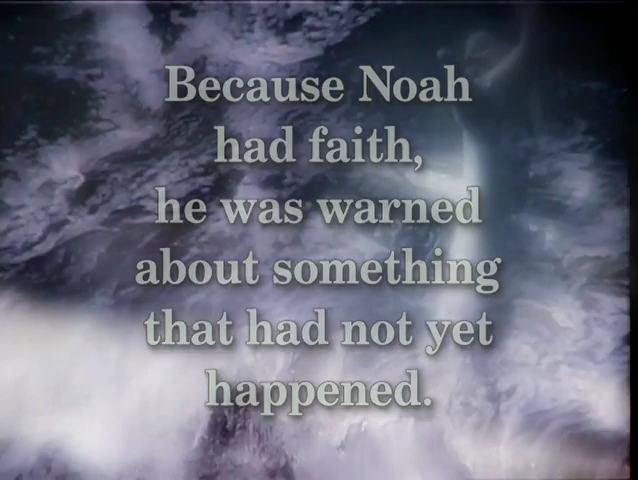 Because Noah
had faith,
he was warned
about something
that had not yet
happened.